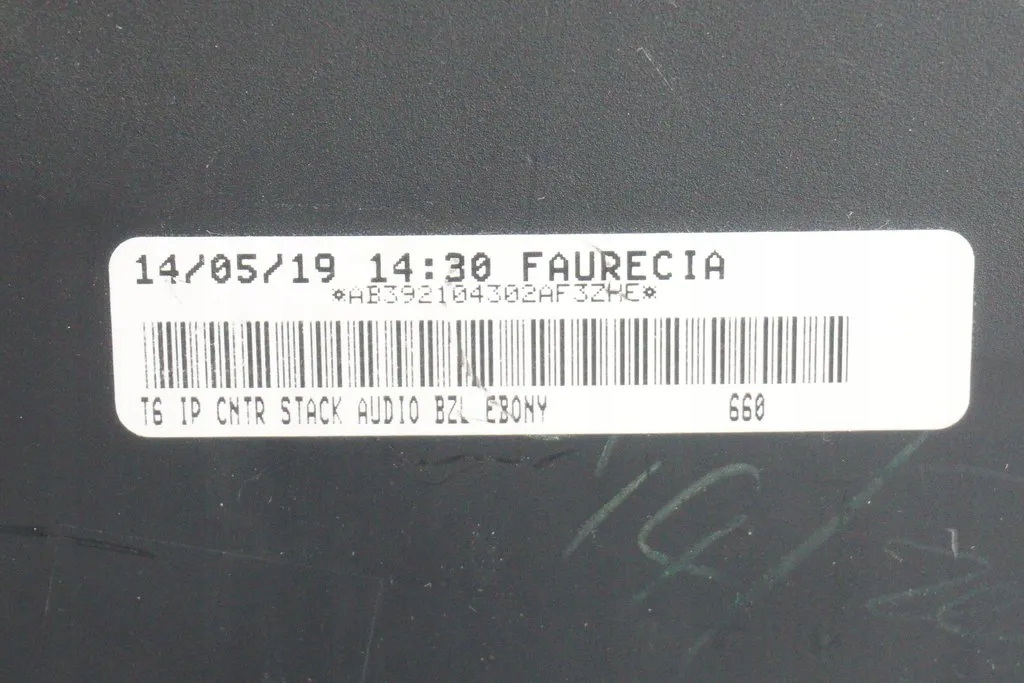 14/05/19 14:30 FAURECIA
*AB392104302AF3ZHE*
T6 IP CNTR STACK AUDIO BZL EBONY 660